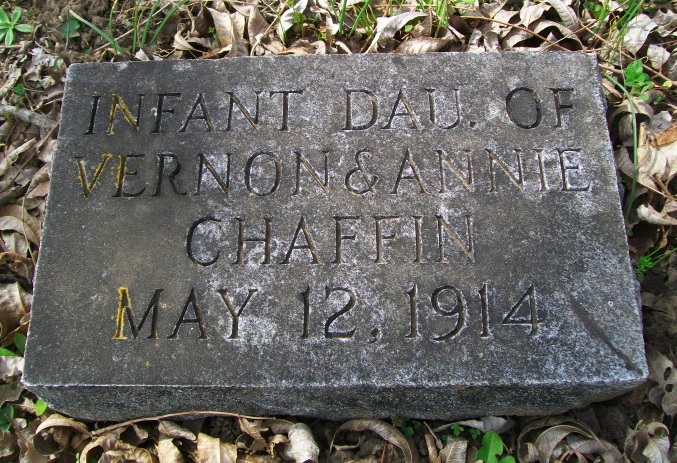 INFANT DAU. OF
VERNON & ANNIE
CHAFFIN
MAY 12, 1914